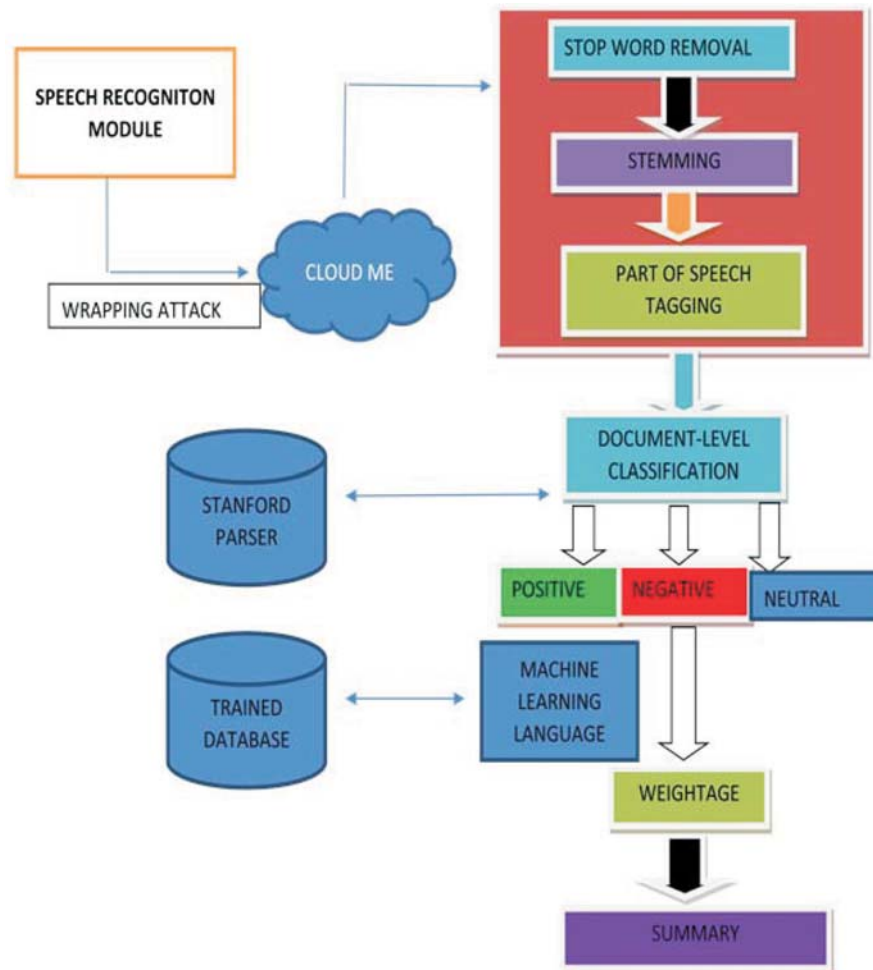 STOP WORD REMOVAL
SPEECH RECOGNITON
MODULE
STEMMING
CLOUD ME
PART OF SPEECH
TAGGING
WRAPPING ATTACK
DOCUMENT-LEVEL
CLASSIFICATION
STANFORD
PARSER
POSITIVE
NEGATIVE
NEUTRAL
MACHINE
LEARNING
LANGUAGE
TRAINED
DATABASE
WEIGHTAGE
SUMMARY